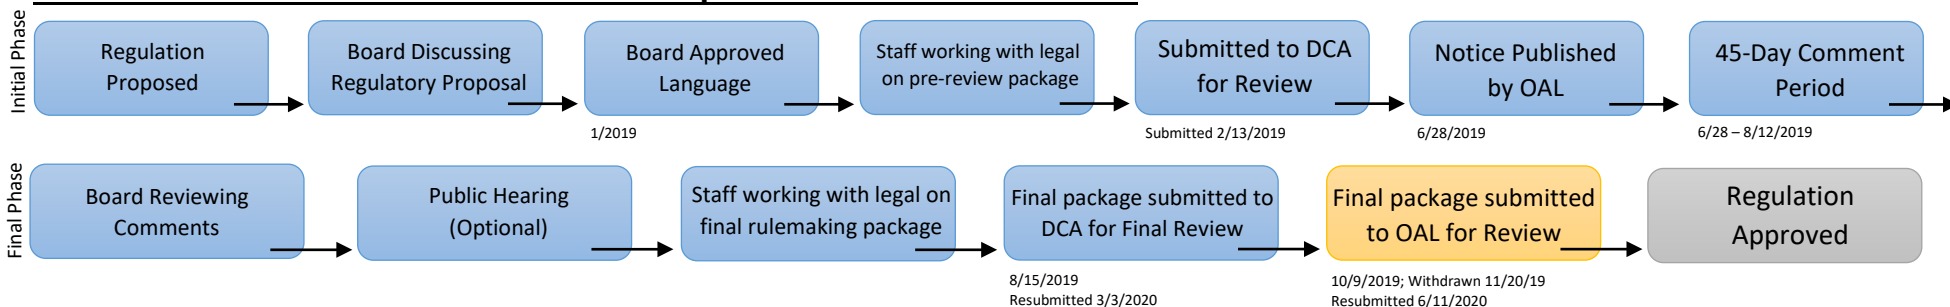 Initial Phase
Regulation
Proposed
Board Discussing
Regulatory Proposal
Board Approved
Language
1/2019
Staff working with legal
on pre-review package
Submitted to DCA
for Review
Submitted 2/13/2019
Notice Published
by OAL
6/28/2019
45-Day Comment
Period
6/28 – 8/12/2019
Final Phase
Board Reviewing
Comments
Public Hearing
(Optional)
Staff working with legal on
final rulemaking package
Final package submitted to
DCA for Final Review
8/15/2019
Resubmitted 3/3/2020
Final package submitted
to OAL for Review
10/9/2019; Withdrawn 11/20/19
Resubmitted 6/11/2020
Regulation
Approved